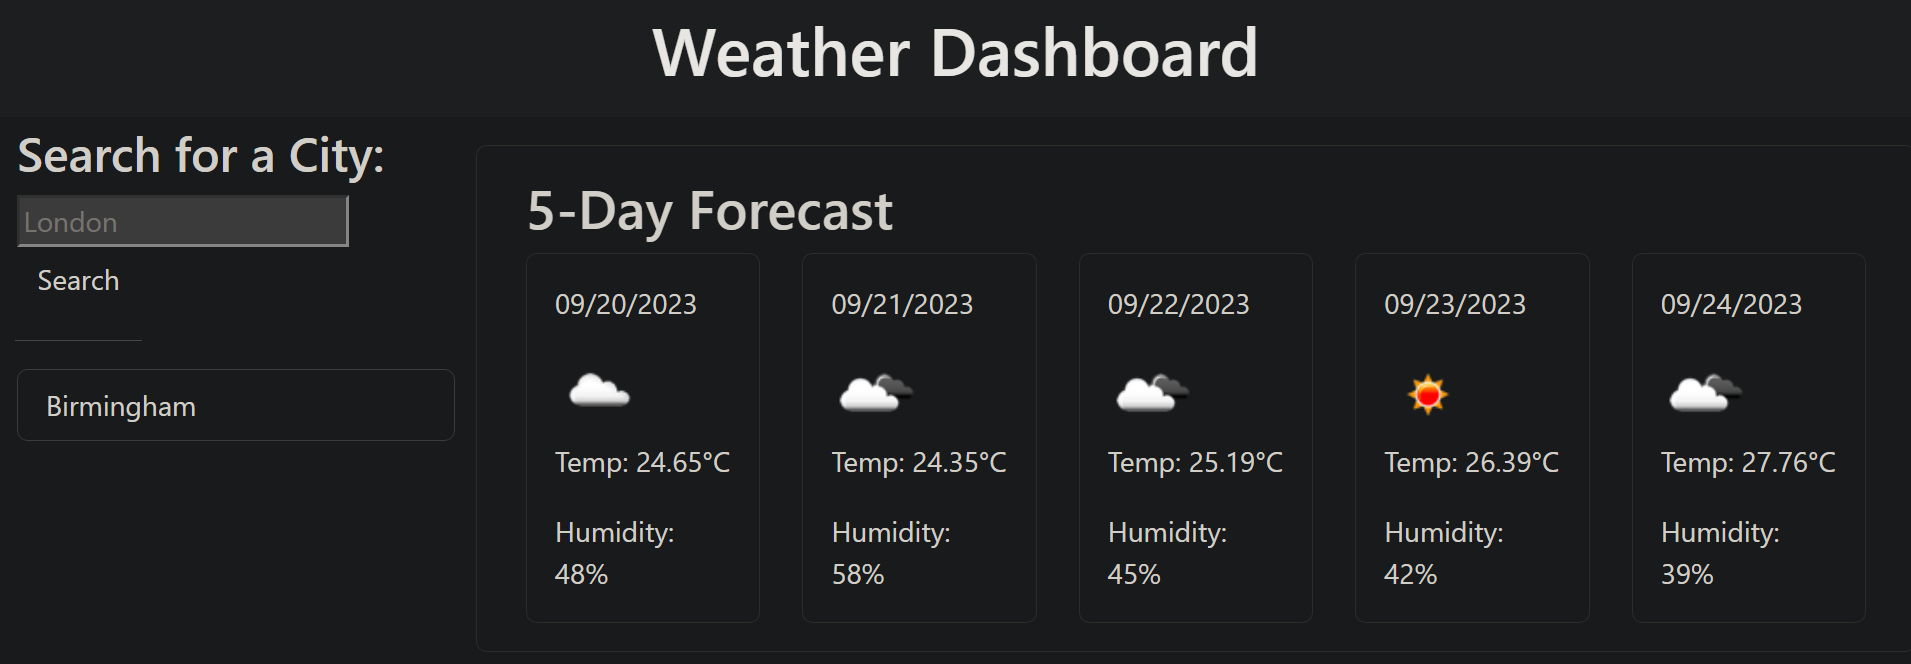 Weather Dashboard
Search for a City:
London
Search
Birmingham
5-Day Forecast
09/20/2023
Temp: 24.65°C
Humidity:
48%
09/21/2023
Temp: 24.35°C
Humidity:
58%
09/22/2023
Temp: 25.19°C
Humidity:
45%
09/23/2023
Temp: 26.39°C
Humidity:
42%
09/24/2023
Temp: 27.76°C
Humidity:
39%